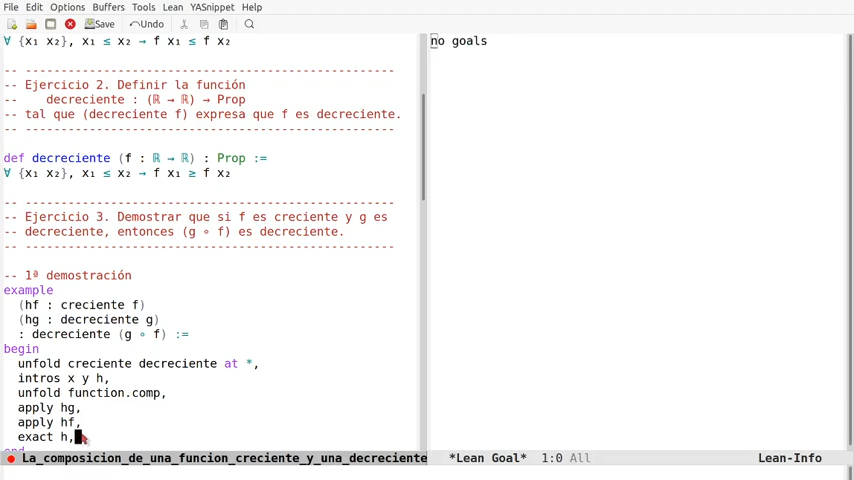 File Edit Options Buffers Tools Lean YASnippet Help
Save Undo
∀ {x₁ x₂}, x₁ ≤ x₂ → f x₁ ≤ f x₂
no goals
-- --------------------------------------------------
-- Ejercicio 2. Definir la función
--    decreciente : (ℝ → ℝ) → Prop
-- tal que (decreciente f) expresa que f es decreciente.
-- --------------------------------------------------
def decreciente (f : ℝ → ℝ) : Prop :=
∀ {x₁ x₂}, x₁ ≤ x₂ → f x₁ ≥ f x₂
-- --------------------------------------------------
-- Ejercicio 3. Demostrar que si f es creciente y g es
-- decreciente, entonces (g ∘ f) es decreciente.
-- --------------------------------------------------
-- 1ª demostración
example
  (hf : creciente f)
  (hg : decreciente g)
  : decreciente (g ∘ f) :=
begin
  unfold creciente decreciente at *,
  intros x y h,
  unfold function.comp,
  apply hg,
  apply hf,
  exact h,
end
La_composicion_de_una_funcion_creciente_y_una_decreciente
*Lean Goal* 1:0 All Lean-Info